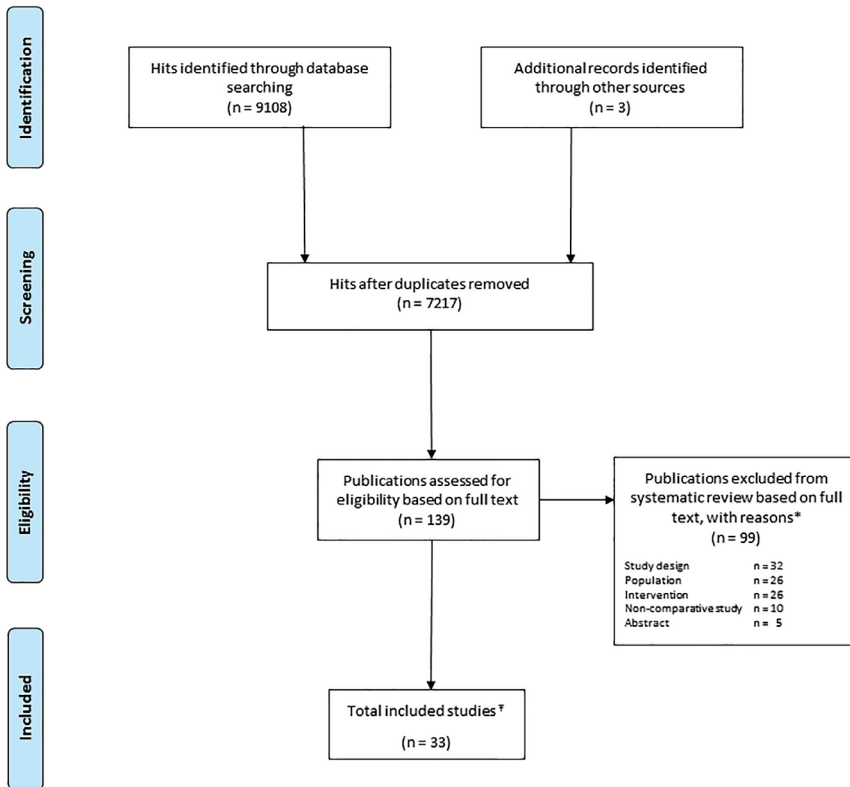 Identification
Hits identified through database
searching
(n = 9108)
Additional records identified
through other sources
(n = 3)
Screening
Hits after duplicates removed
(n = 7217)
Eligibility
Publications assessed for
eligibility based on full text
(n = 139)
Publications excluded from
systematic review based on full
text, with reasons*
(n = 99)
Study design n = 32
Population n = 26
Intervention n = 26
Non-comparative study n = 10
Abstract n = 5
Included
Total included studies Ŧ
(n = 33)